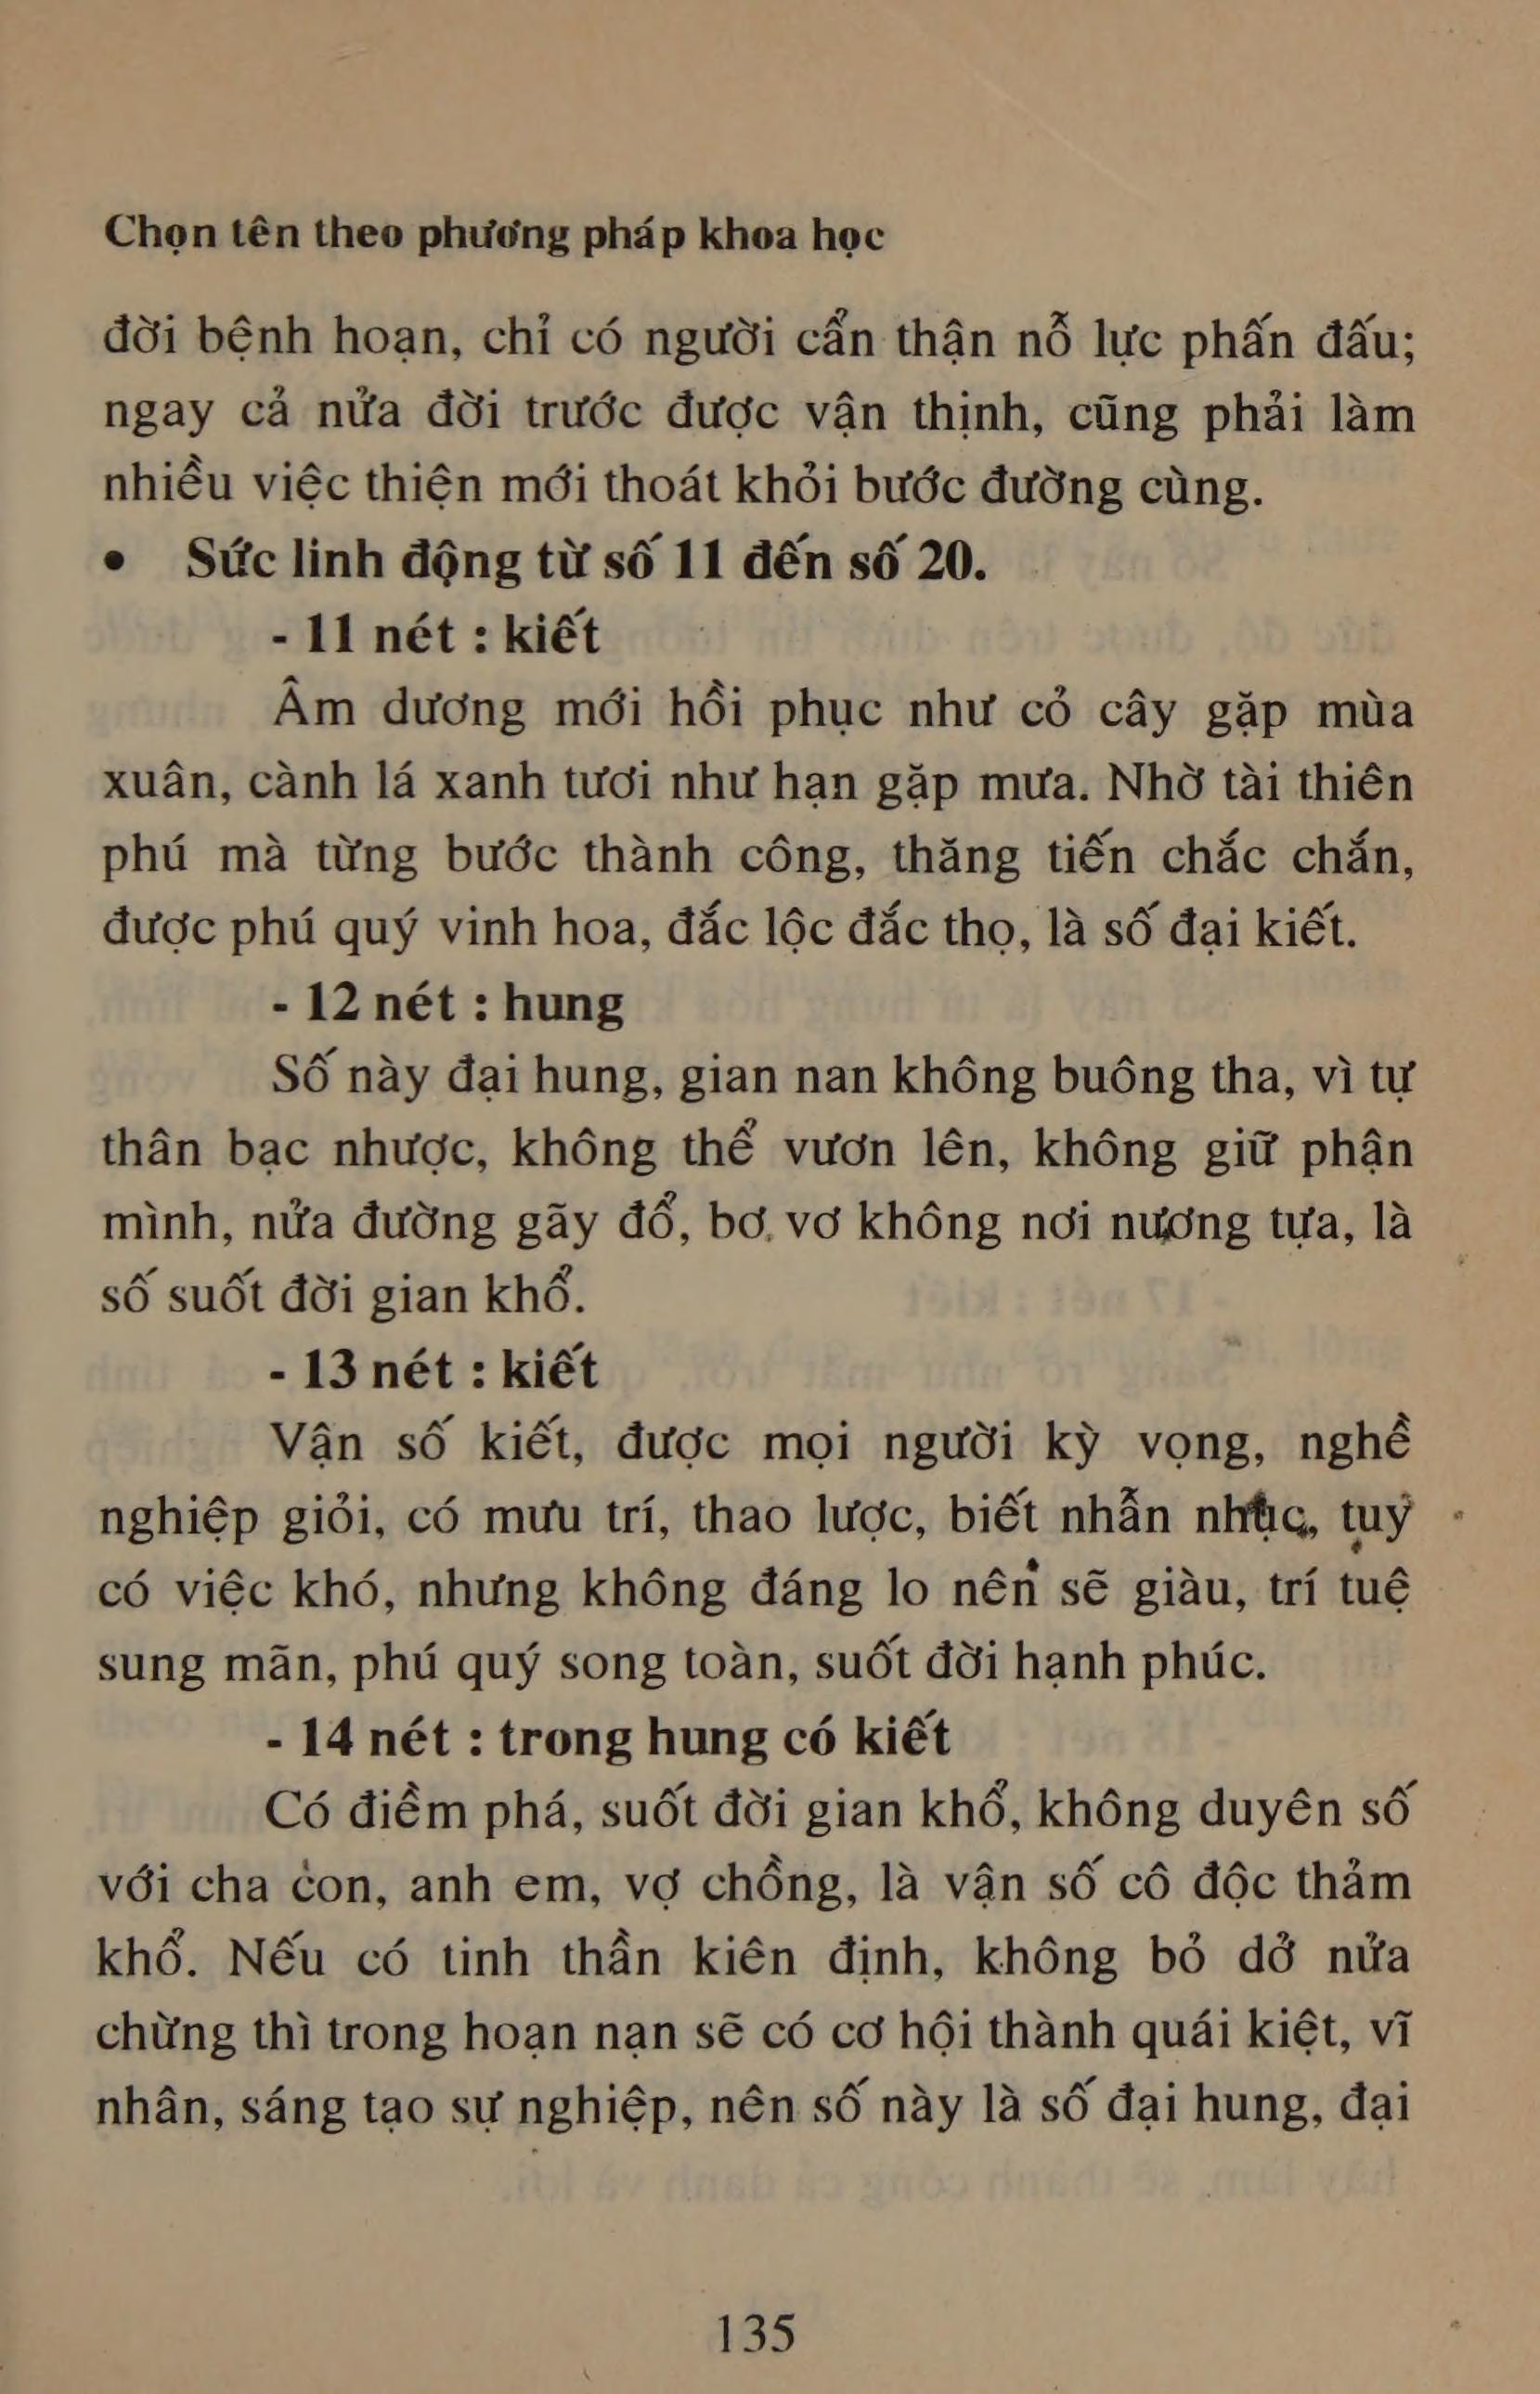 Chọn tên theo phương pháp khoa học
đời bệnh hoạn, chỉ có người cẩn thận nỗ lực phấn đấu;
ngay cả nửa đời trước được vận thịnh, cũng phải làm
nhiều việc thiện mới thoát khỏi bước đường cùng.
• Sức linh động từ số 11 đến số 20.
- 11 nét : kiết
Âm dương mới hồi phục như cỏ cây gặp mùa
xuân, cành lá xanh tươi như hạn gặp mưa. Nhờ tài thiên
phú mà từng bước thành công, thăng tiến chắc chắn,
được phú quý vinh hoa, đắc lộc đắc thọ, là số đại kiết.
- 12 nét : hung
Số này đại hung, gian nan không buông tha, vì tự
thân bạc nhược, không thể vươn lên, không giữ phận
mình, nửa đường gãy đổ, bơ vơ không nơi nương tựa, là
số suốt đời gian khổ.
- 13 nét : kiết
Vận số kiết, được mọi người kỳ vọng, nghề
nghiệp giỏi, có mưu trí, thao lược, biết nhẫn nhục, tuy
có việc khó, nhưng không đáng lo nên sẽ giàu, trí tuệ
sung mãn, phú quý song toàn, suốt đời hạnh phúc.
- 14 nét : trong hung có kiết
Có điềm phá, suốt đời gian khổ, không duyên số
với cha con, anh em, vợ chồng, là vận số cô độc thảm
khổ. Nếu có tinh thần kiên định, không bỏ dở nửa
chừng thì trong hoạn nạn sẽ có cơ hội thành quái kiệt, vĩ
nhân, sáng tạo sự nghiệp, nên số này là số đại hung, đại
135